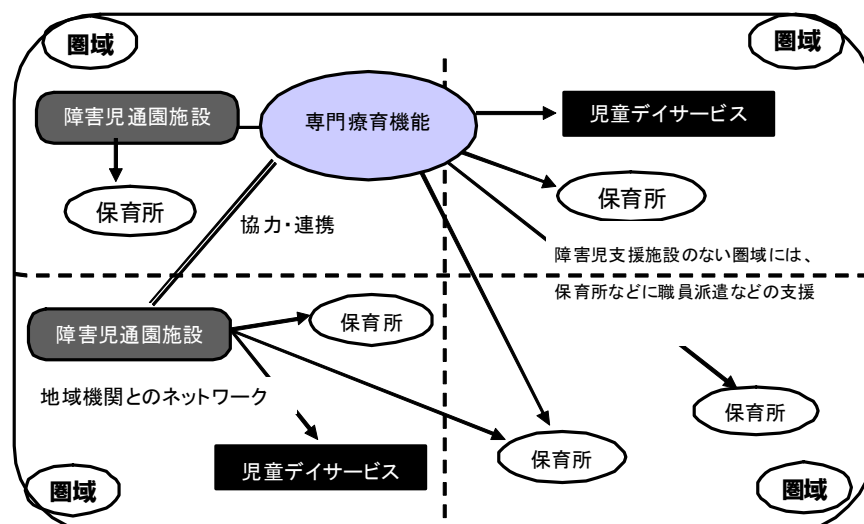 圏域
圏域
障害児通園施設
専門療育機能
児童デイサービス
保育所
保育所
協力・連携
障害児支援施設のない圏域には、
保育所などに職員派遣などの支援
障害児通園施設
保育所
地域機関とのネットワーク
保育所
児童デイサービス
保育所
圏域
圏域